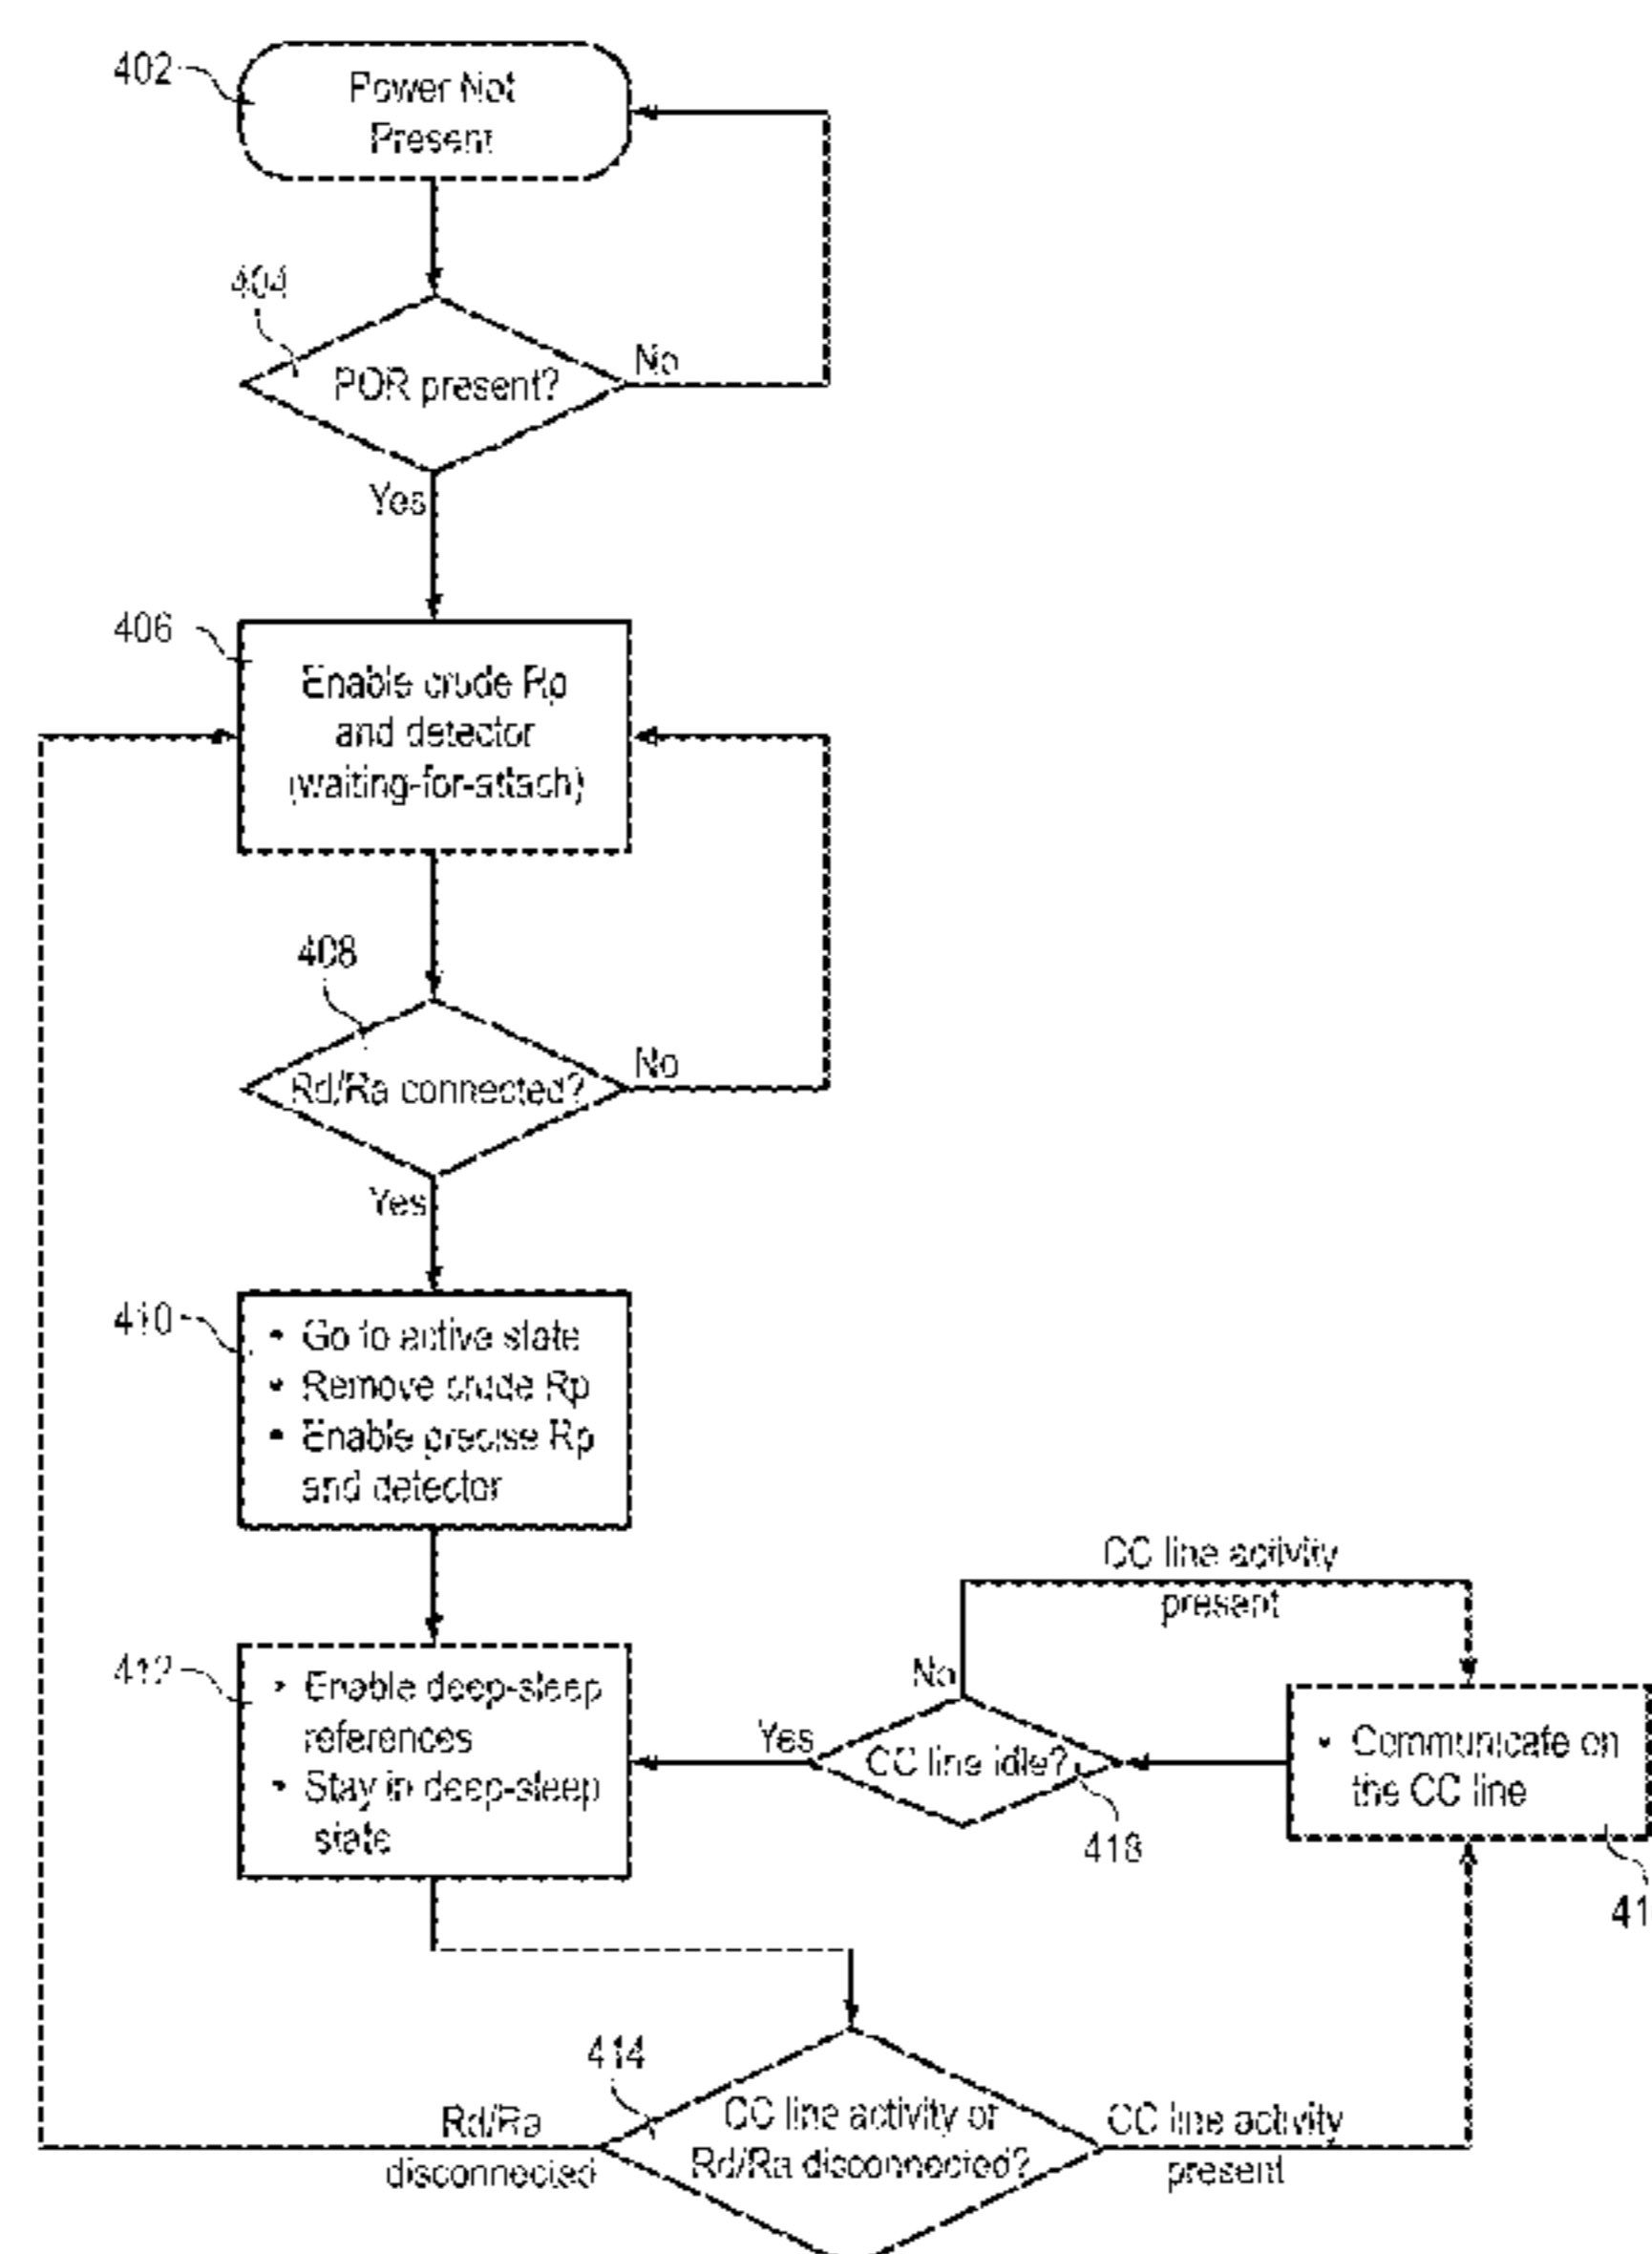 402
Power Not
Present
404
POR present?
No
Yes
406
Enable crude Rp
and detector
(waiting-for-attach)
408
Rd/Ra connected?
No
Yes
410
• Go to active state
• Remove crude Rp
• Enable precise Rp
and detector
CC line activity
present
412
• Enable deep-sleep
references
• Stay in deep-sleep
state
No
Yes
CC line idle?
418
• Communicate on
the CC line
41
414
CC line activity or
Rd/Ra disconnected?
Rd/Ra
disconnected
CC line activity
present